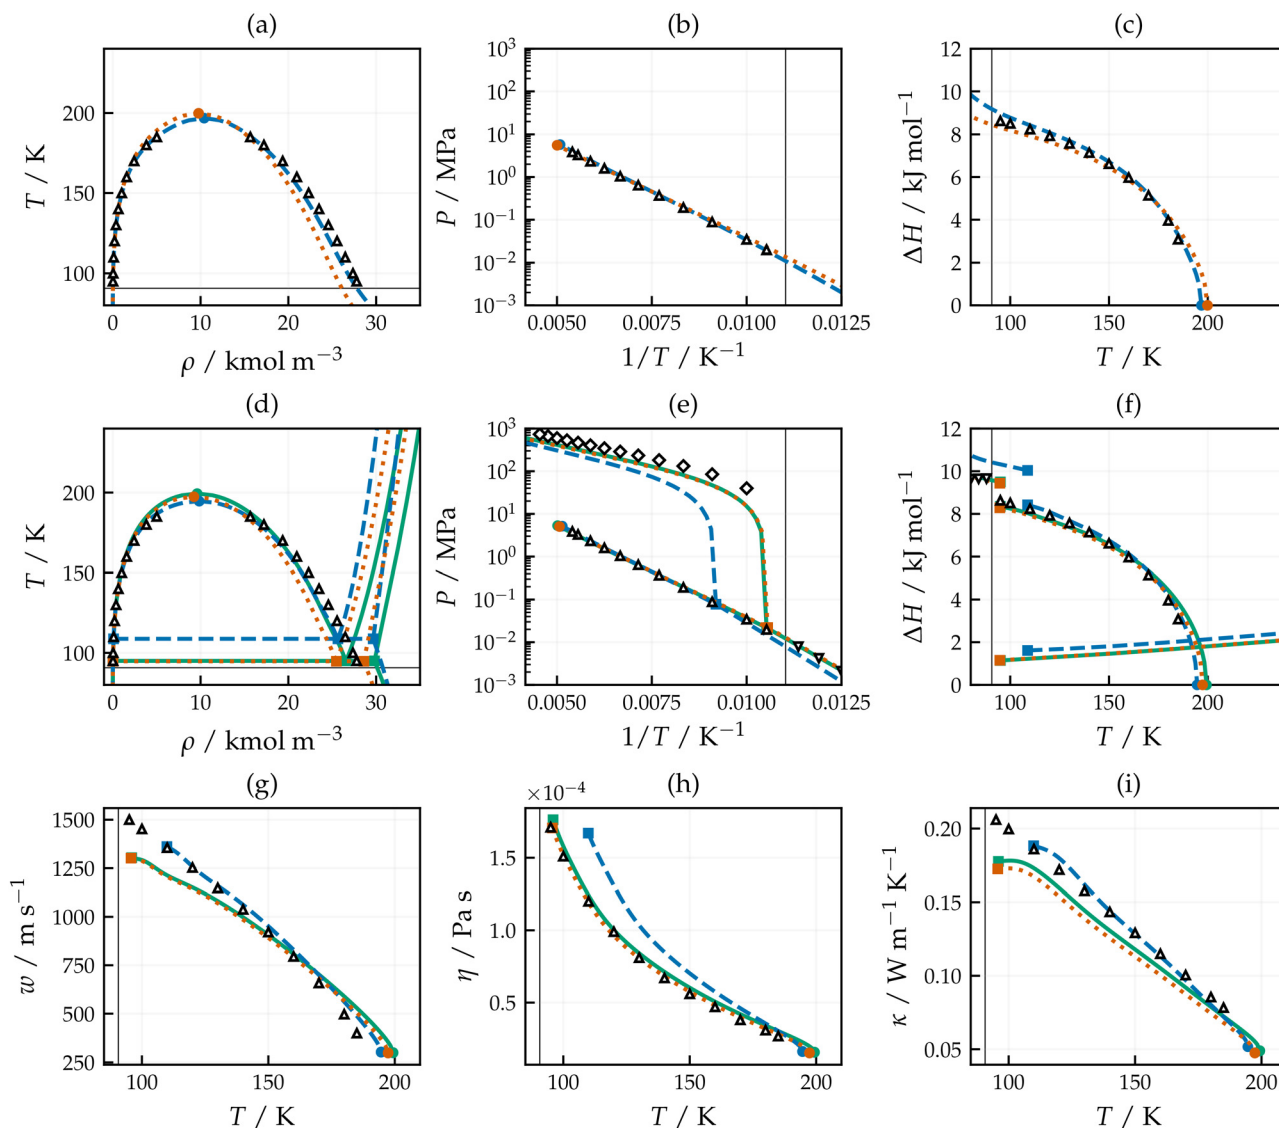 (a)
T / K
200
150
100
0
10
20
30
ρ / kmol m⁻³
(b)
P / MPa
10³
10²
10¹
10⁰
10⁻¹
10⁻²
10⁻³
0.0050
0.0075
0.0100
0.0125
1/T / K⁻¹
(c)
ΔH / kJ mol⁻¹
12
10
8
6
4
2
0
100
150
200
T / K
(d)
T / K
200
150
100
0
10
20
30
ρ / kmol m⁻³
(e)
P / MPa
10³
10²
10¹
10⁰
10⁻¹
10⁻²
10⁻³
0.0050
0.0075
0.0100
0.0125
1/T / K⁻¹
(f)
ΔH / kJ mol⁻¹
12
10
8
6
4
2
0
100
150
200
T / K
(g)
w / m s⁻¹
1500
1250
1000
750
500
250
100
150
200
T / K
(h)
×10⁻⁴
η / Pa s
1.5
1.0
0.5
100
150
200
T / K
(i)
κ / W m⁻¹ K⁻¹
0.20
0.15
0.10
0.05
100
150
200
T / K